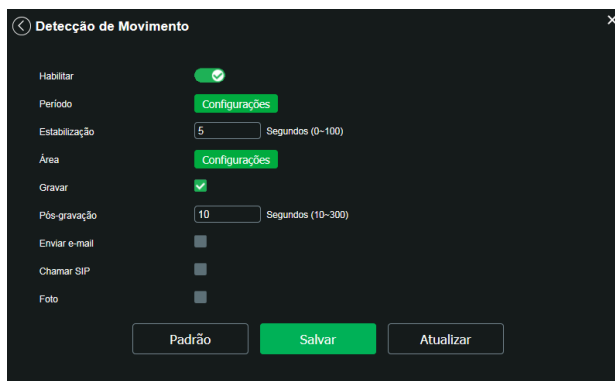 Detecção de Movimento
Habilitar
Período Configurações
Estabilização 5 Segundos (0~100)
Área Configurações
Gravar
Pós-gravação 10 Segundos (10~300)
Enviar e-mail
Chamar SIP
Foto
Padrão Salvar Atualizar